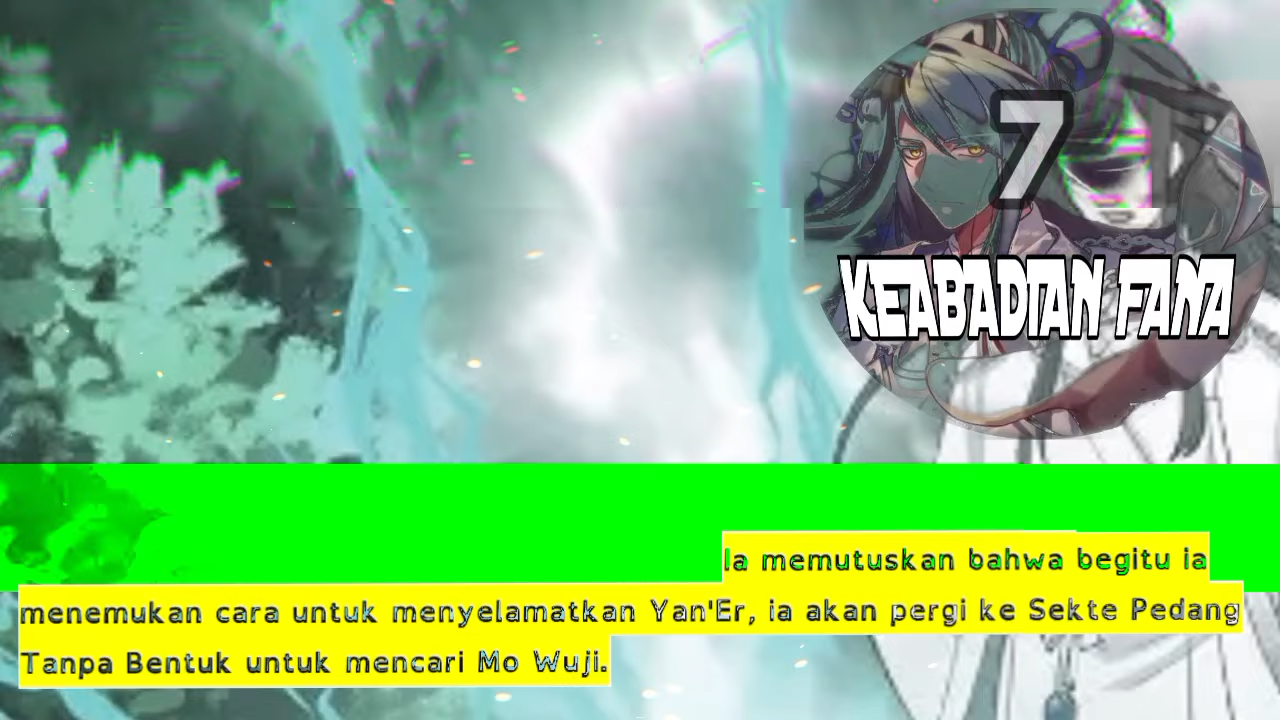 7
KEABADIAN FANA
Ia memutuskan bahwa begitu ia
menemukan cara untuk menyelamatkan Yan'Er, ia akan pergi ke Sekte Pedang
Tanpa Bentuk untuk mencari Mo Wuji.